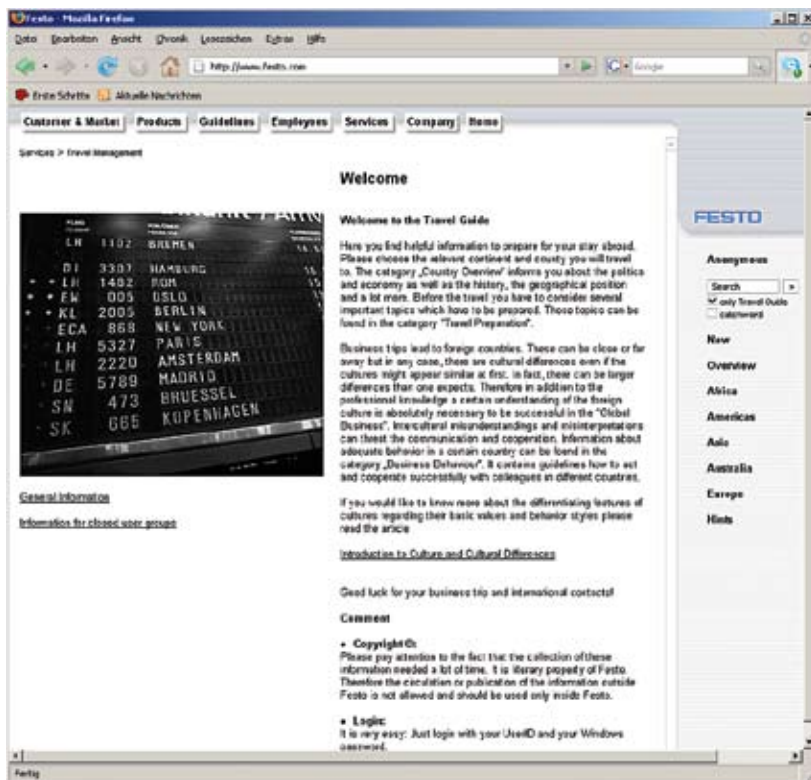 Festo - Mozilla Firefox
Datei Bearbeiten Ansicht Chronik Lesezeichen Extras Hilfe
http://www.festo.com
Google
Erste Schritte Aktuelle Nachrichten
Customer & Market Products Guidelines Employees Services Company Home
Services > Travel Management
Welcome
Welcome to the Travel Guide
Here you find helpful information to prepare for your stay abroad.
Please choose the relevant continent and county you will travel
to. The category „Country Overview" informs you about the politics
and economy as well as the history, the geographical position
and a lot more. Before the travel you have to consider several
important topics which have to be prepared. These topics can be
found in the category "Travel Preparation".
Business trips lead to foreign countries. These can be close or far
away but in any case, there are cultural differences even if the
cultures might appear similar at first. In fact, there can be larger
differences than one expects. Therefore in addition to the
professional knowledge a certain understanding of the foreign
culture is absolutely necessary to be successful in the "Global
Business". Intercultural misunderstandings and misinterpretations
can threat the communication and cooperation. Information about
adequate behavior in a certain country can be found in the
category „Business Behaviour". It contains guidelines how to act
and cooperate successfully with colleagues in different countries.
If you would like to know more about the differentiating features of
cultures regarding their basic values and behavior styles please
read the article
Introduction to Culture and Cultural Differences
Good luck for your business trip and international contacts!
Comment
• Copyright ©:
Please pay attention to the fact that the collection of these
information needed a lot of time. It is literary property of Festo.
Therefore the circulation or publication of the information outside
Festo is not allowed and should be used only inside Festo.
• Login:
It is very easy: Just login with your UserID and your Windows
password.
LH 1102 BREMEN
DI 3307 HAMBURG
LH 1402 ROM
EW 005 OSLO
KL 2005 BERLIN
ECA 868 NEW YORK
LH 5327 PARIS
LH 2220 AMSTERDAM
DE 5789 MADRID
SN 473 BRUESSEL
SK 665 KOPENHAGEN
General Information
Information for closed user groups
FESTO
Anonymous
Search
only Travel Guide
catchword
New
Overview
Africa
Americas
Asia
Australia
Europe
Hints
Fertig